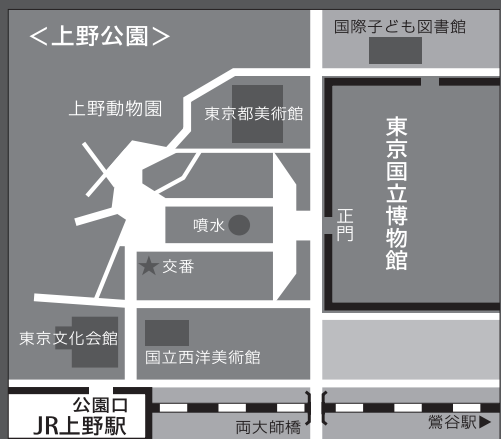 ＜上野公園＞
国際子ども図書館
上野動物園
東京都美術館
東京国立博物館
正門
噴水
★交番
東京文化会館
国立西洋美術館
公園口
JR上野駅
両大師橋
鶯谷駅▶